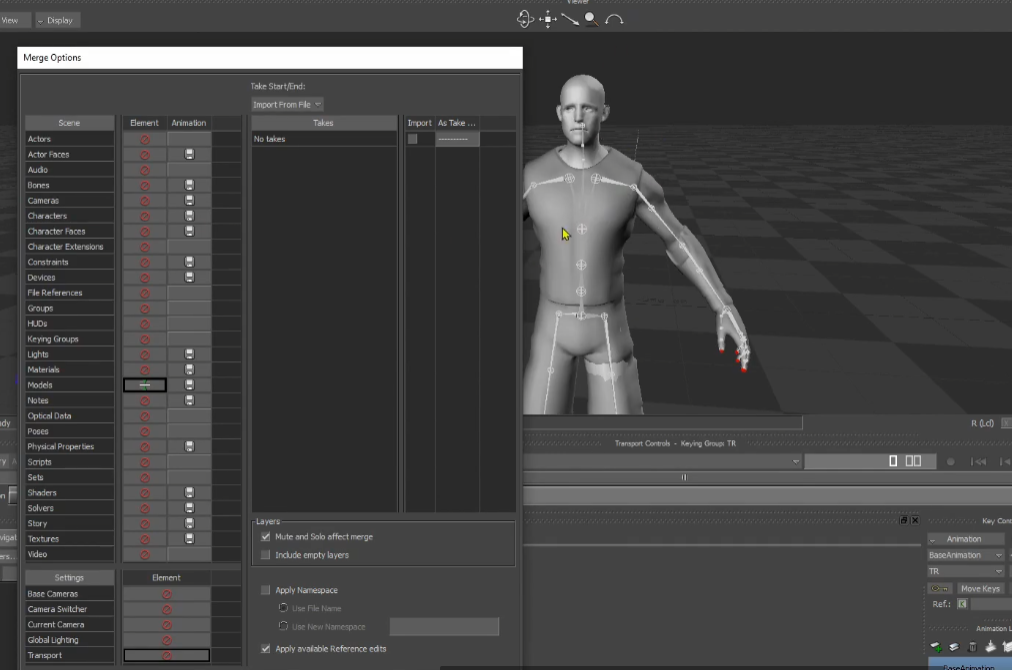 Viewer
View
Display
Merge Options
Take Start/End:
Import From File
Scene
Element
Animation
Takes
Import
As Take ...
Actors
No takes
----------
Actor Faces
Audio
Bones
Cameras
Characters
Character Faces
Character Extensions
Constraints
Devices
File References
Groups
HUDs
Keying Groups
Lights
Materials
Models
Notes
Optical Data
Poses
Physical Properties
Scripts
Sets
Shaders
Solvers
Story
Textures
Video
Layers
Mute and Solo affect merge
Include empty layers
Settings
Element
Base Cameras
Camera Switcher
Current Camera
Global Lighting
Transport
Apply Namespace
Use File Name
Use New Namespace
Apply available Reference edits
R (Lcl)
Transport Controls - Keying Group: TR
Key Cont
Animation
BaseAnimation
TR
Move Keys
Ref.:
Animation L
BaseAnimation